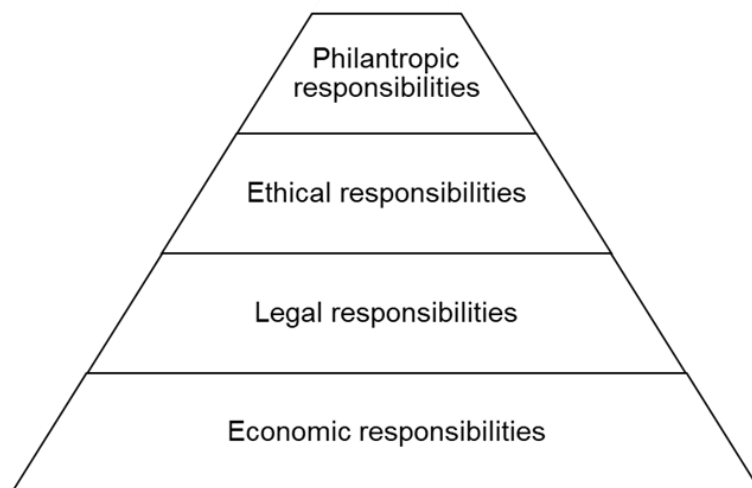 Philantropic
responsibilities
Ethical responsibilities
Legal responsibilities
Economic responsibilities